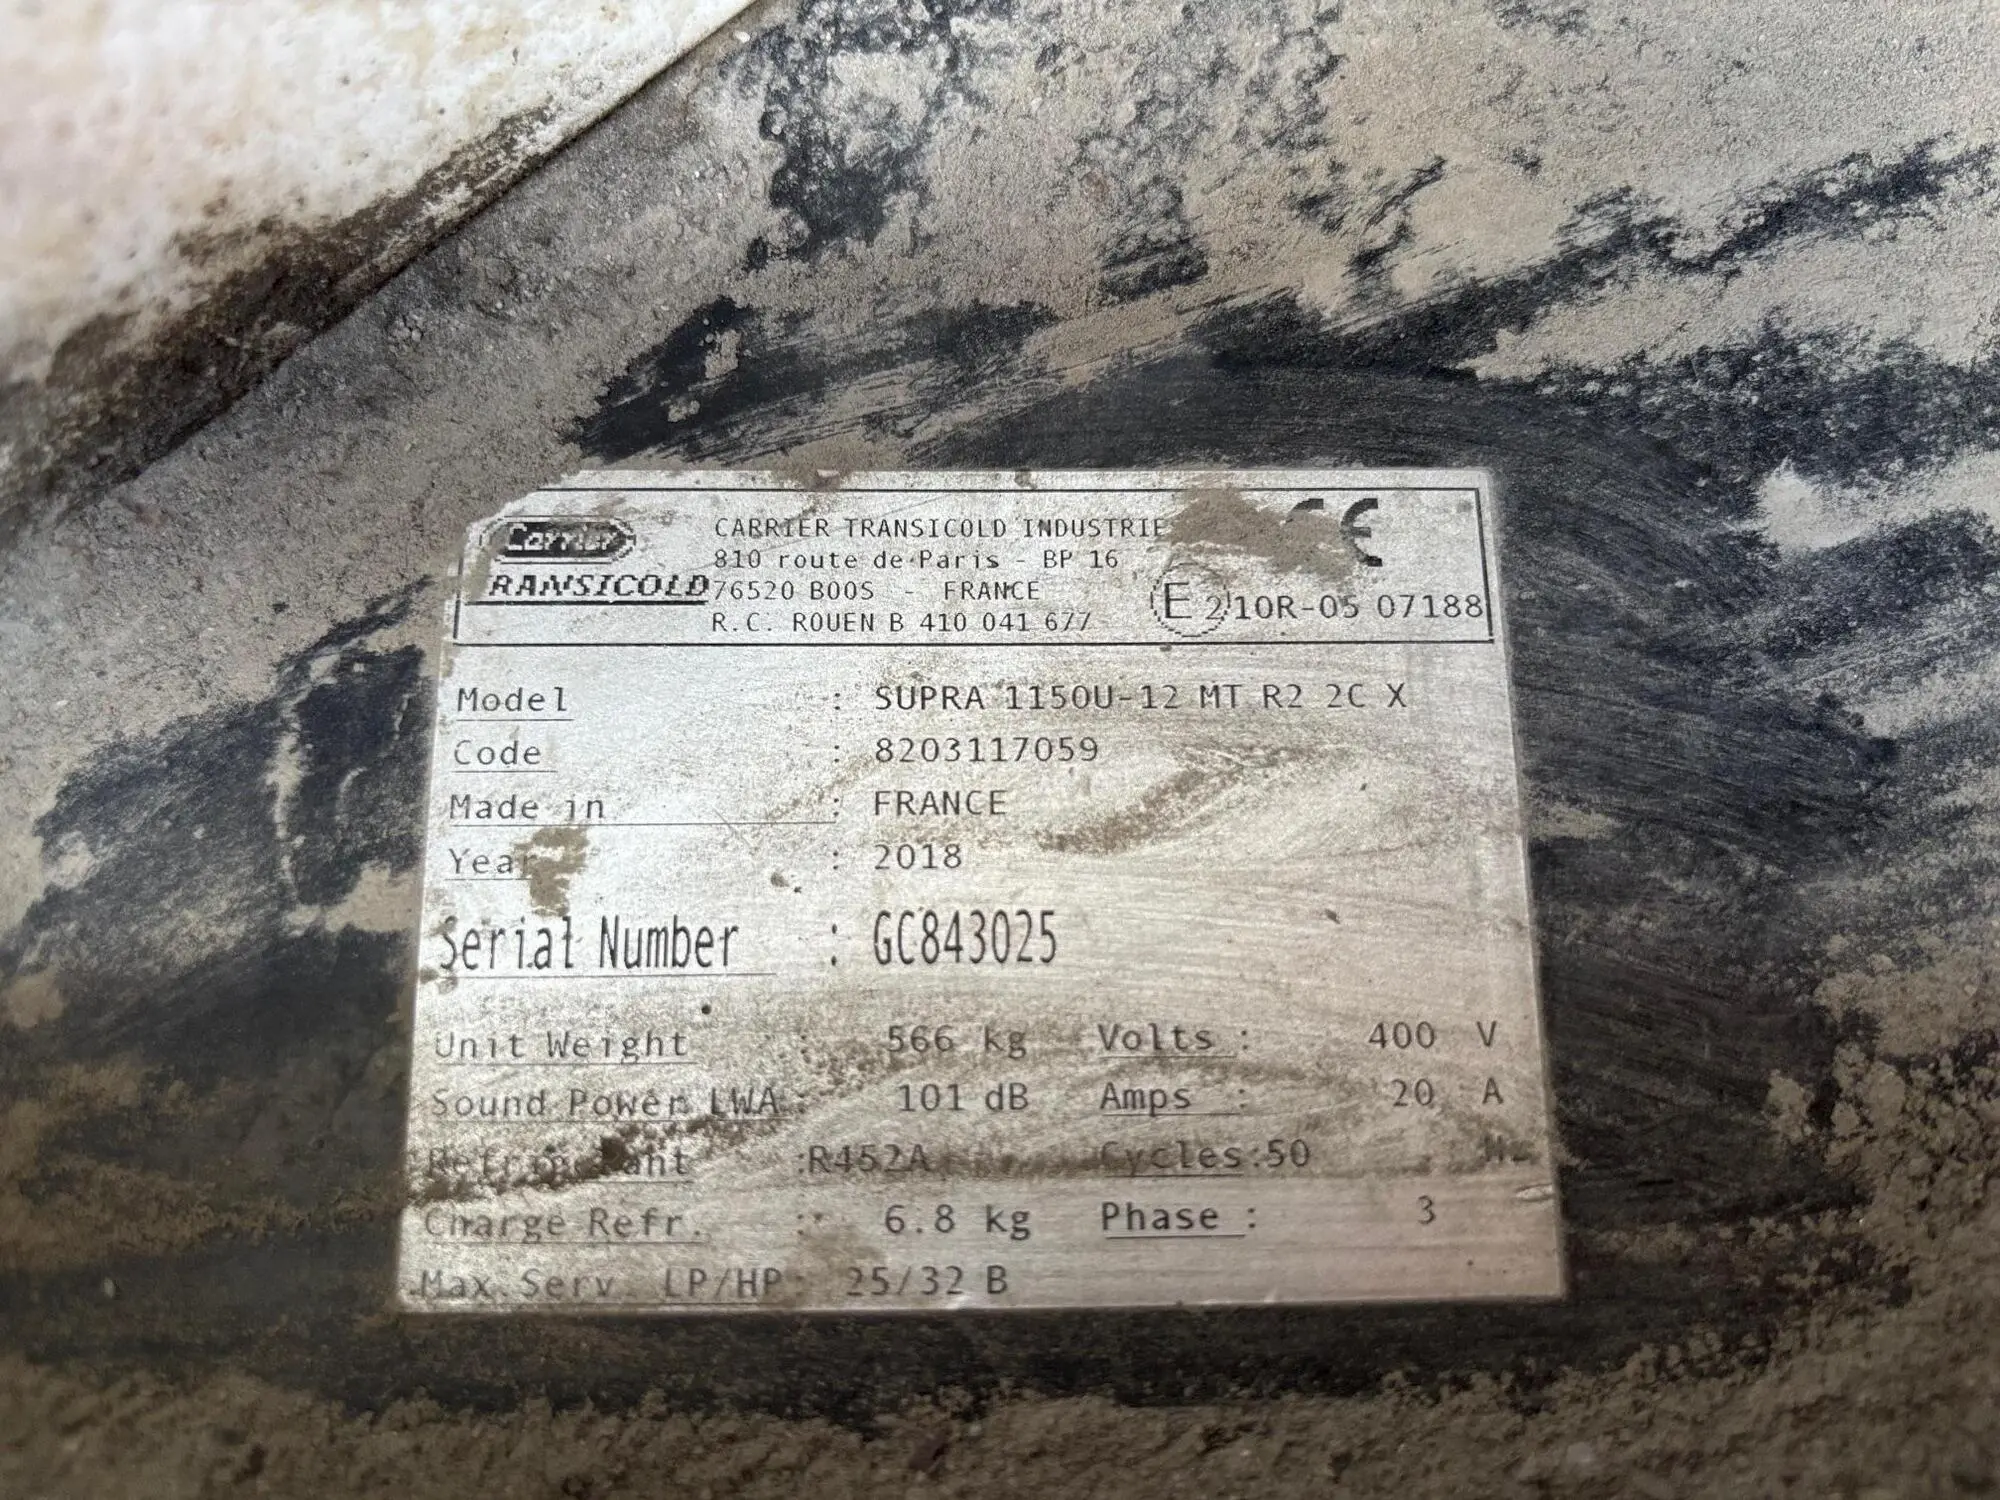 Carrier
TRANSICOLD
CARRIER TRANSICOLD INDUSTRIE
810 route de Paris - BP 16
76520 BOOS - FRANCE
R.C. ROUEN B 410 041 677
CE
E2 10R-05 07188
Model : SUPRA 1150U-12 MT R2 2C X
Code : 8203117059
Made in : FRANCE
Year : 2018
Serial Number : GC843025
Unit Weight : 566 kg Volts : 400 V
Sound Power LWA : 101 dB Amps : 20 A
Refrigerant :R452A Cycles:50 Hz
Charge Refr. : 6.8 kg Phase : 3
Max. Serv. LP/HP: 25/32 B